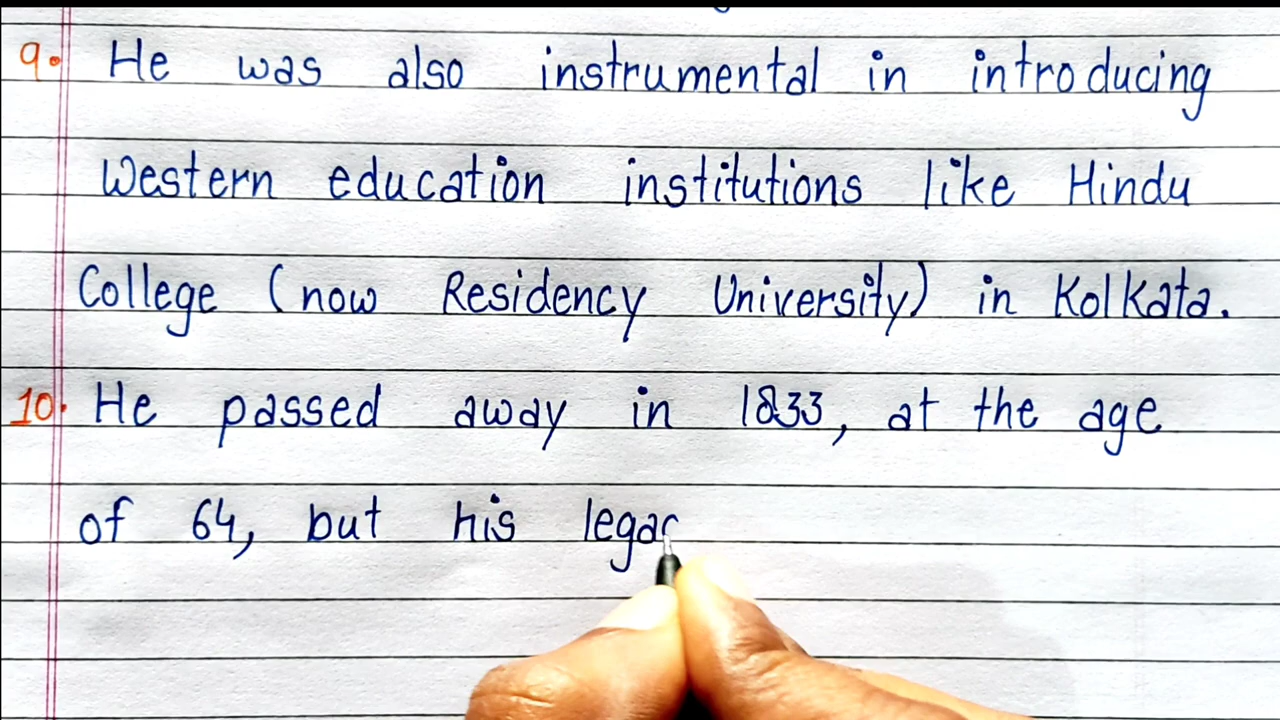 9. He was also instrumental in introducing
Western education institutions like Hindu
College (now Residency University) in Kolkata.
10. He passed away in 1833, at the age
of 64, but his legac